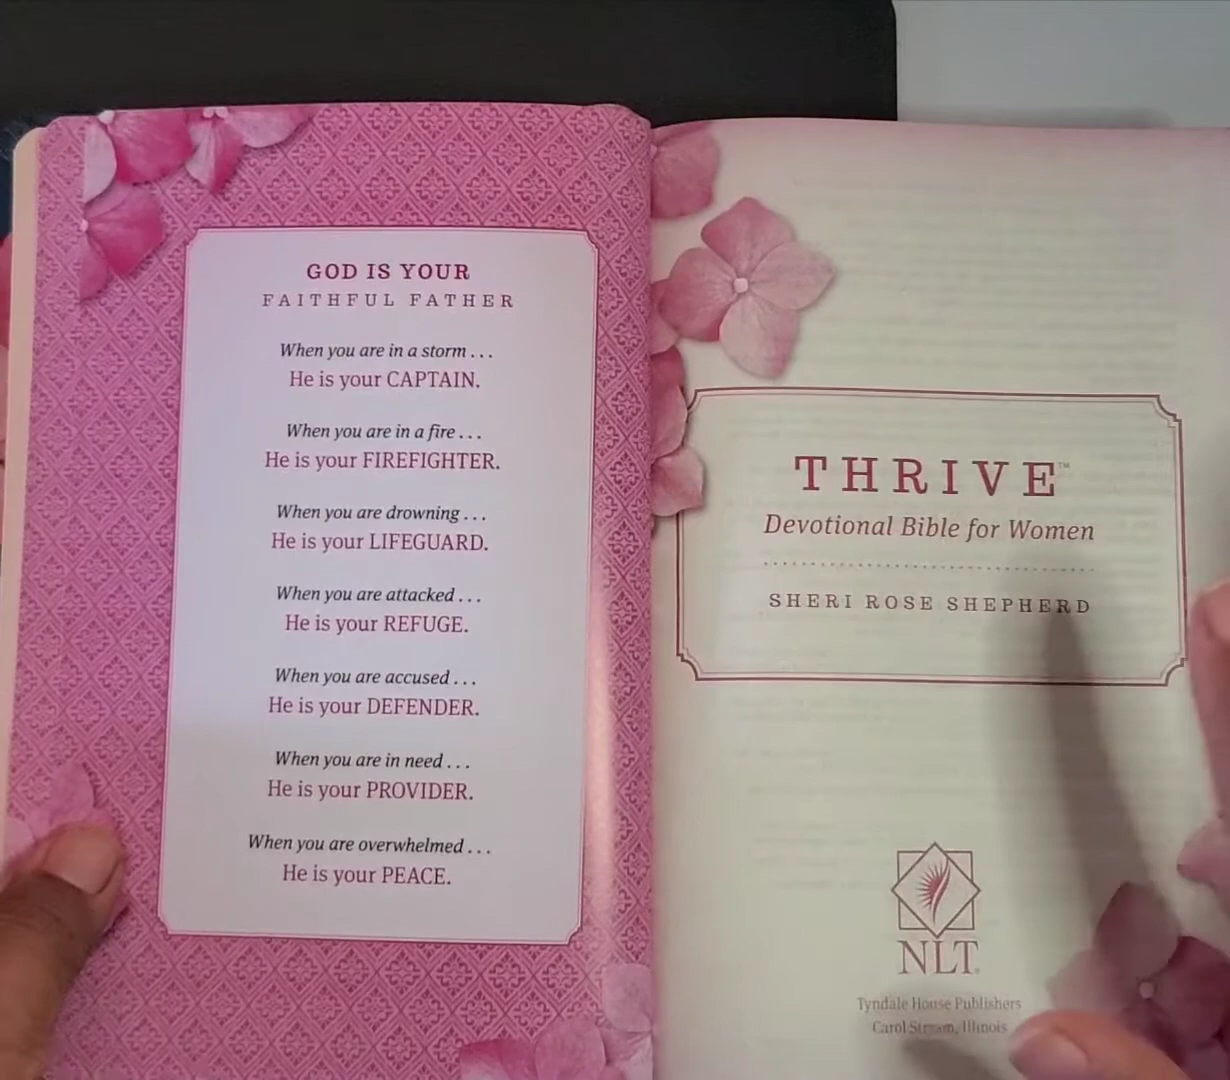 GOD IS YOUR
FAITHFUL FATHER
When you are in a storm . . .
He is your CAPTAIN.
When you are in a fire . . .
He is your FIREFIGHTER.
When you are drowning . . .
He is your LIFEGUARD.
When you are attacked . . .
He is your REFUGE.
When you are accused . . .
He is your DEFENDER.
When you are in need . . .
He is your PROVIDER.
When you are overwhelmed . . .
He is your PEACE.
THRIVE™
Devotional Bible for Women
SHERI ROSE SHEPHERD
NLT®
Tyndale House Publishers
Carol Stream, Illinois